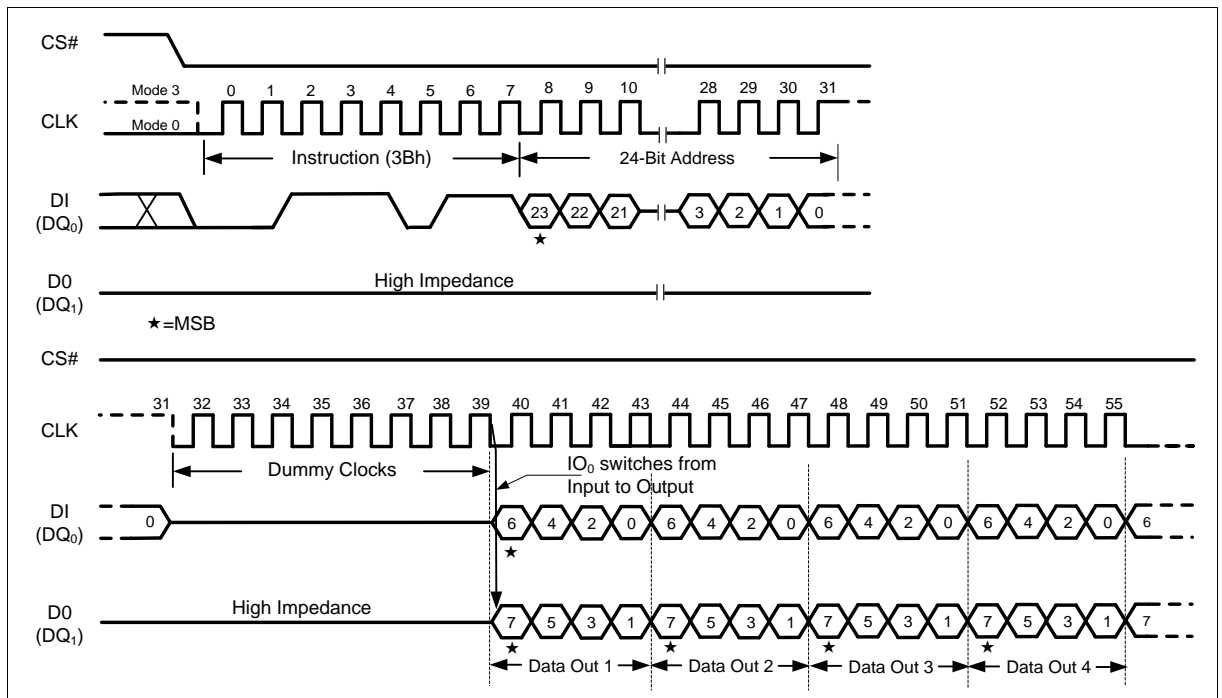 CS#
Mode 3 0 1 2 3 4 5 6 7 8 9 10 28 29 30 31
CLK
Mode 0
Instruction (3Bh) 24-Bit Address
DI
(DQ₀)
23 22 21 3 2 1 0
★
D0
(DQ₁)
High Impedance
★=MSB
CS#
31 32 33 34 35 36 37 38 39 40 41 42 43 44 45 46 47 48 49 50 51 52 53 54 55
CLK
Dummy Clocks
IO₀ switches from
Input to Output
DI
(DQ₀)
0 6 4 2 0 6 4 2 0 6 4 2 0 6 4 2 0 6
★
D0
(DQ₁)
High Impedance
7 5 3 1 7 5 3 1 7 5 3 1 7 5 3 1 7
★ ★ ★ ★
Data Out 1 Data Out 2 Data Out 3 Data Out 4